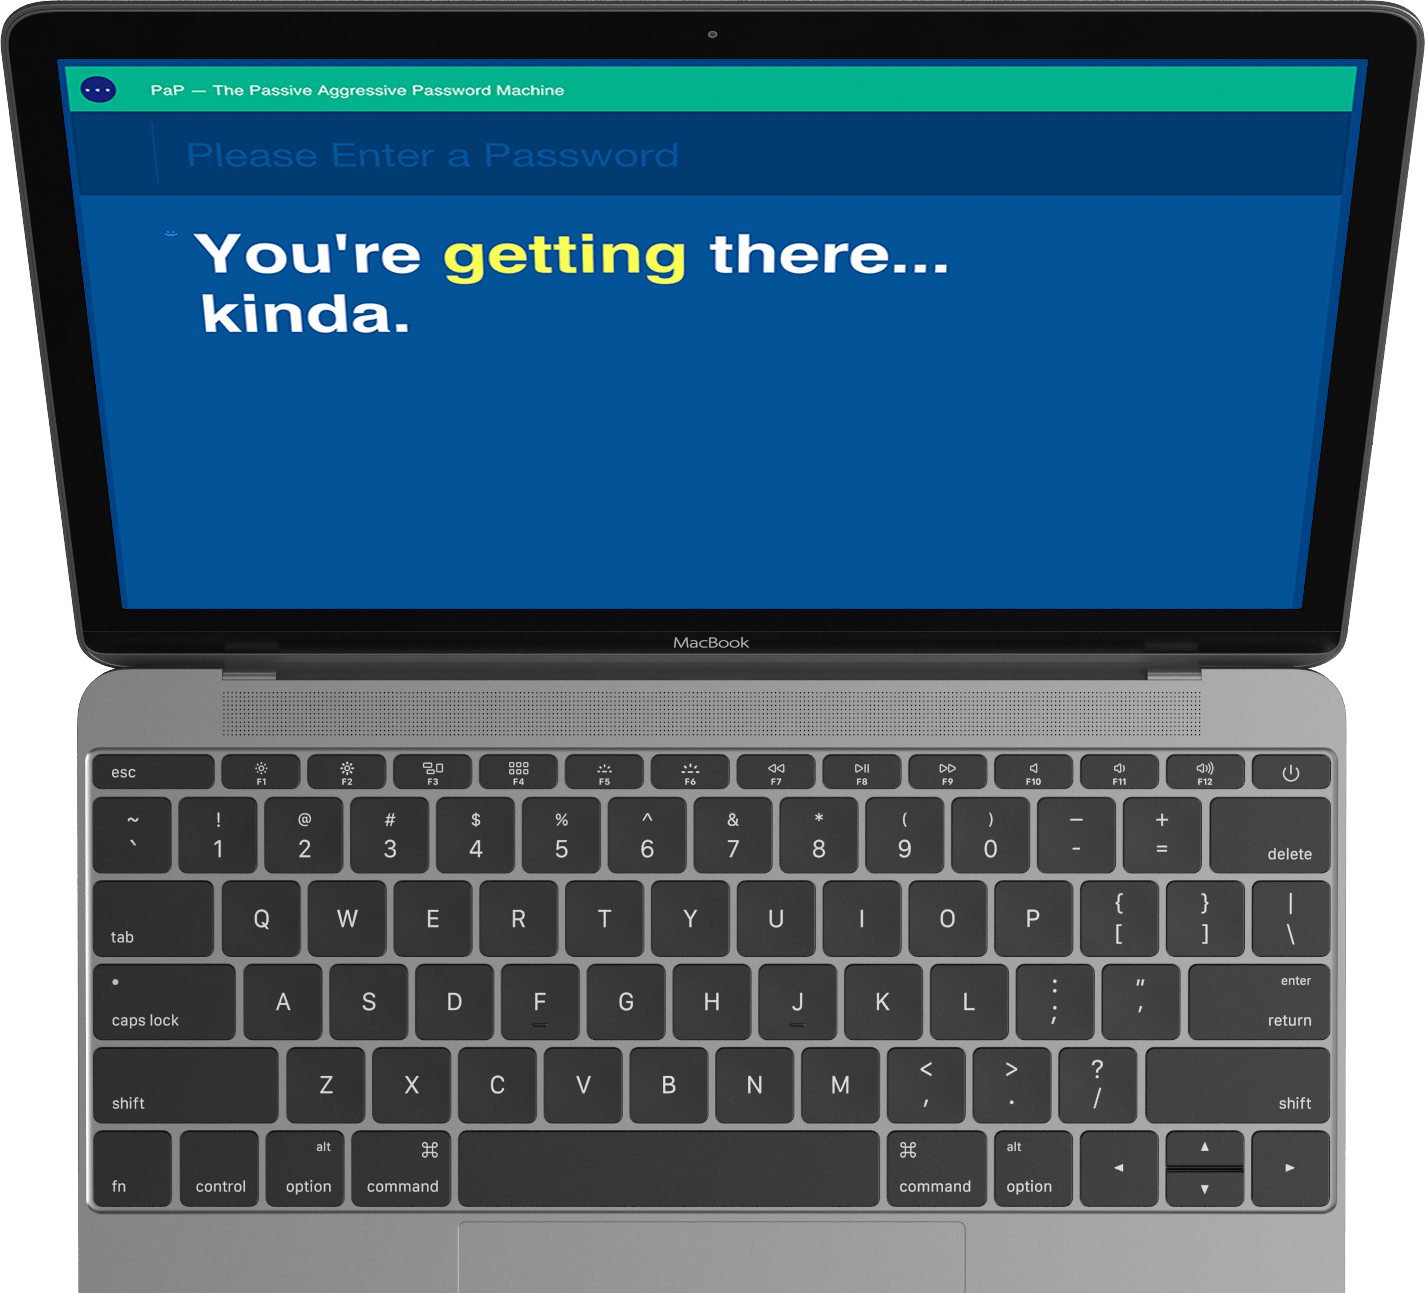 PaP — The Passive Aggressive Password Machine
Please Enter a Password
You're getting there...
kinda.
MacBook
esc F1 F2 F3 F4 F5 F6 F7 F8 F9 F10 F11 F12
~ ! @ # $ % ^ & * ( ) — +
` 1 2 3 4 5 6 7 8 9 0 - = delete
tab Q W E R T Y U I O P { [ } ] | \
caps lock A S D F G H J K L : ; " ' enter return
shift Z X C V B N M < , > . ? / shift
fn control alt option ⌘ command ⌘ command alt option